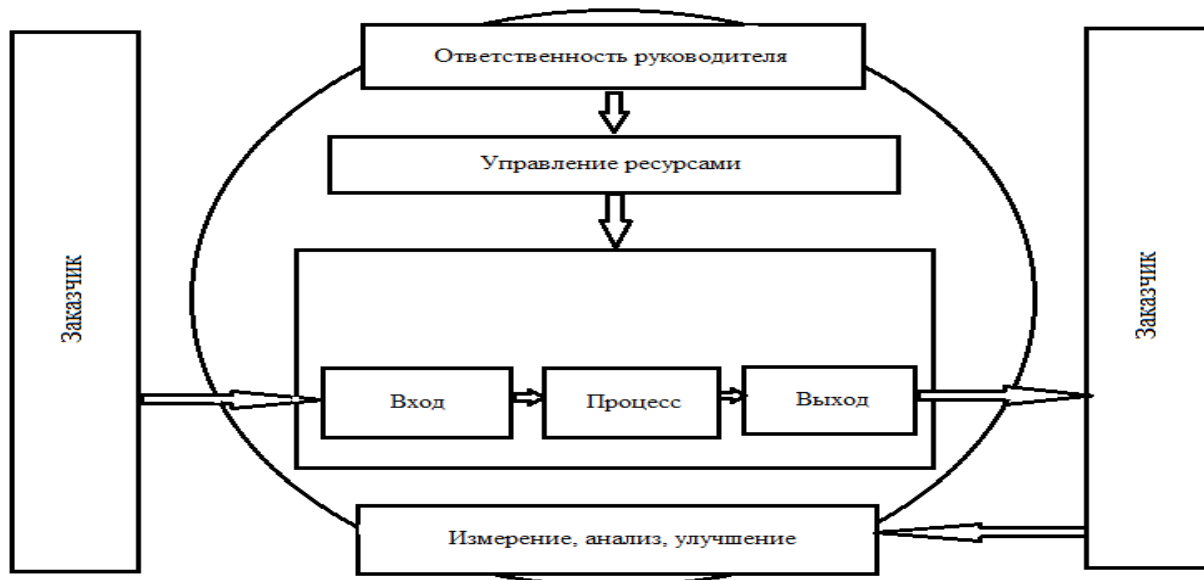 Ответственность руководителя
Управление ресурсами
Заказчик
Заказчик
Вход
Процесс
Выход
Измерение, анализ, улучшение